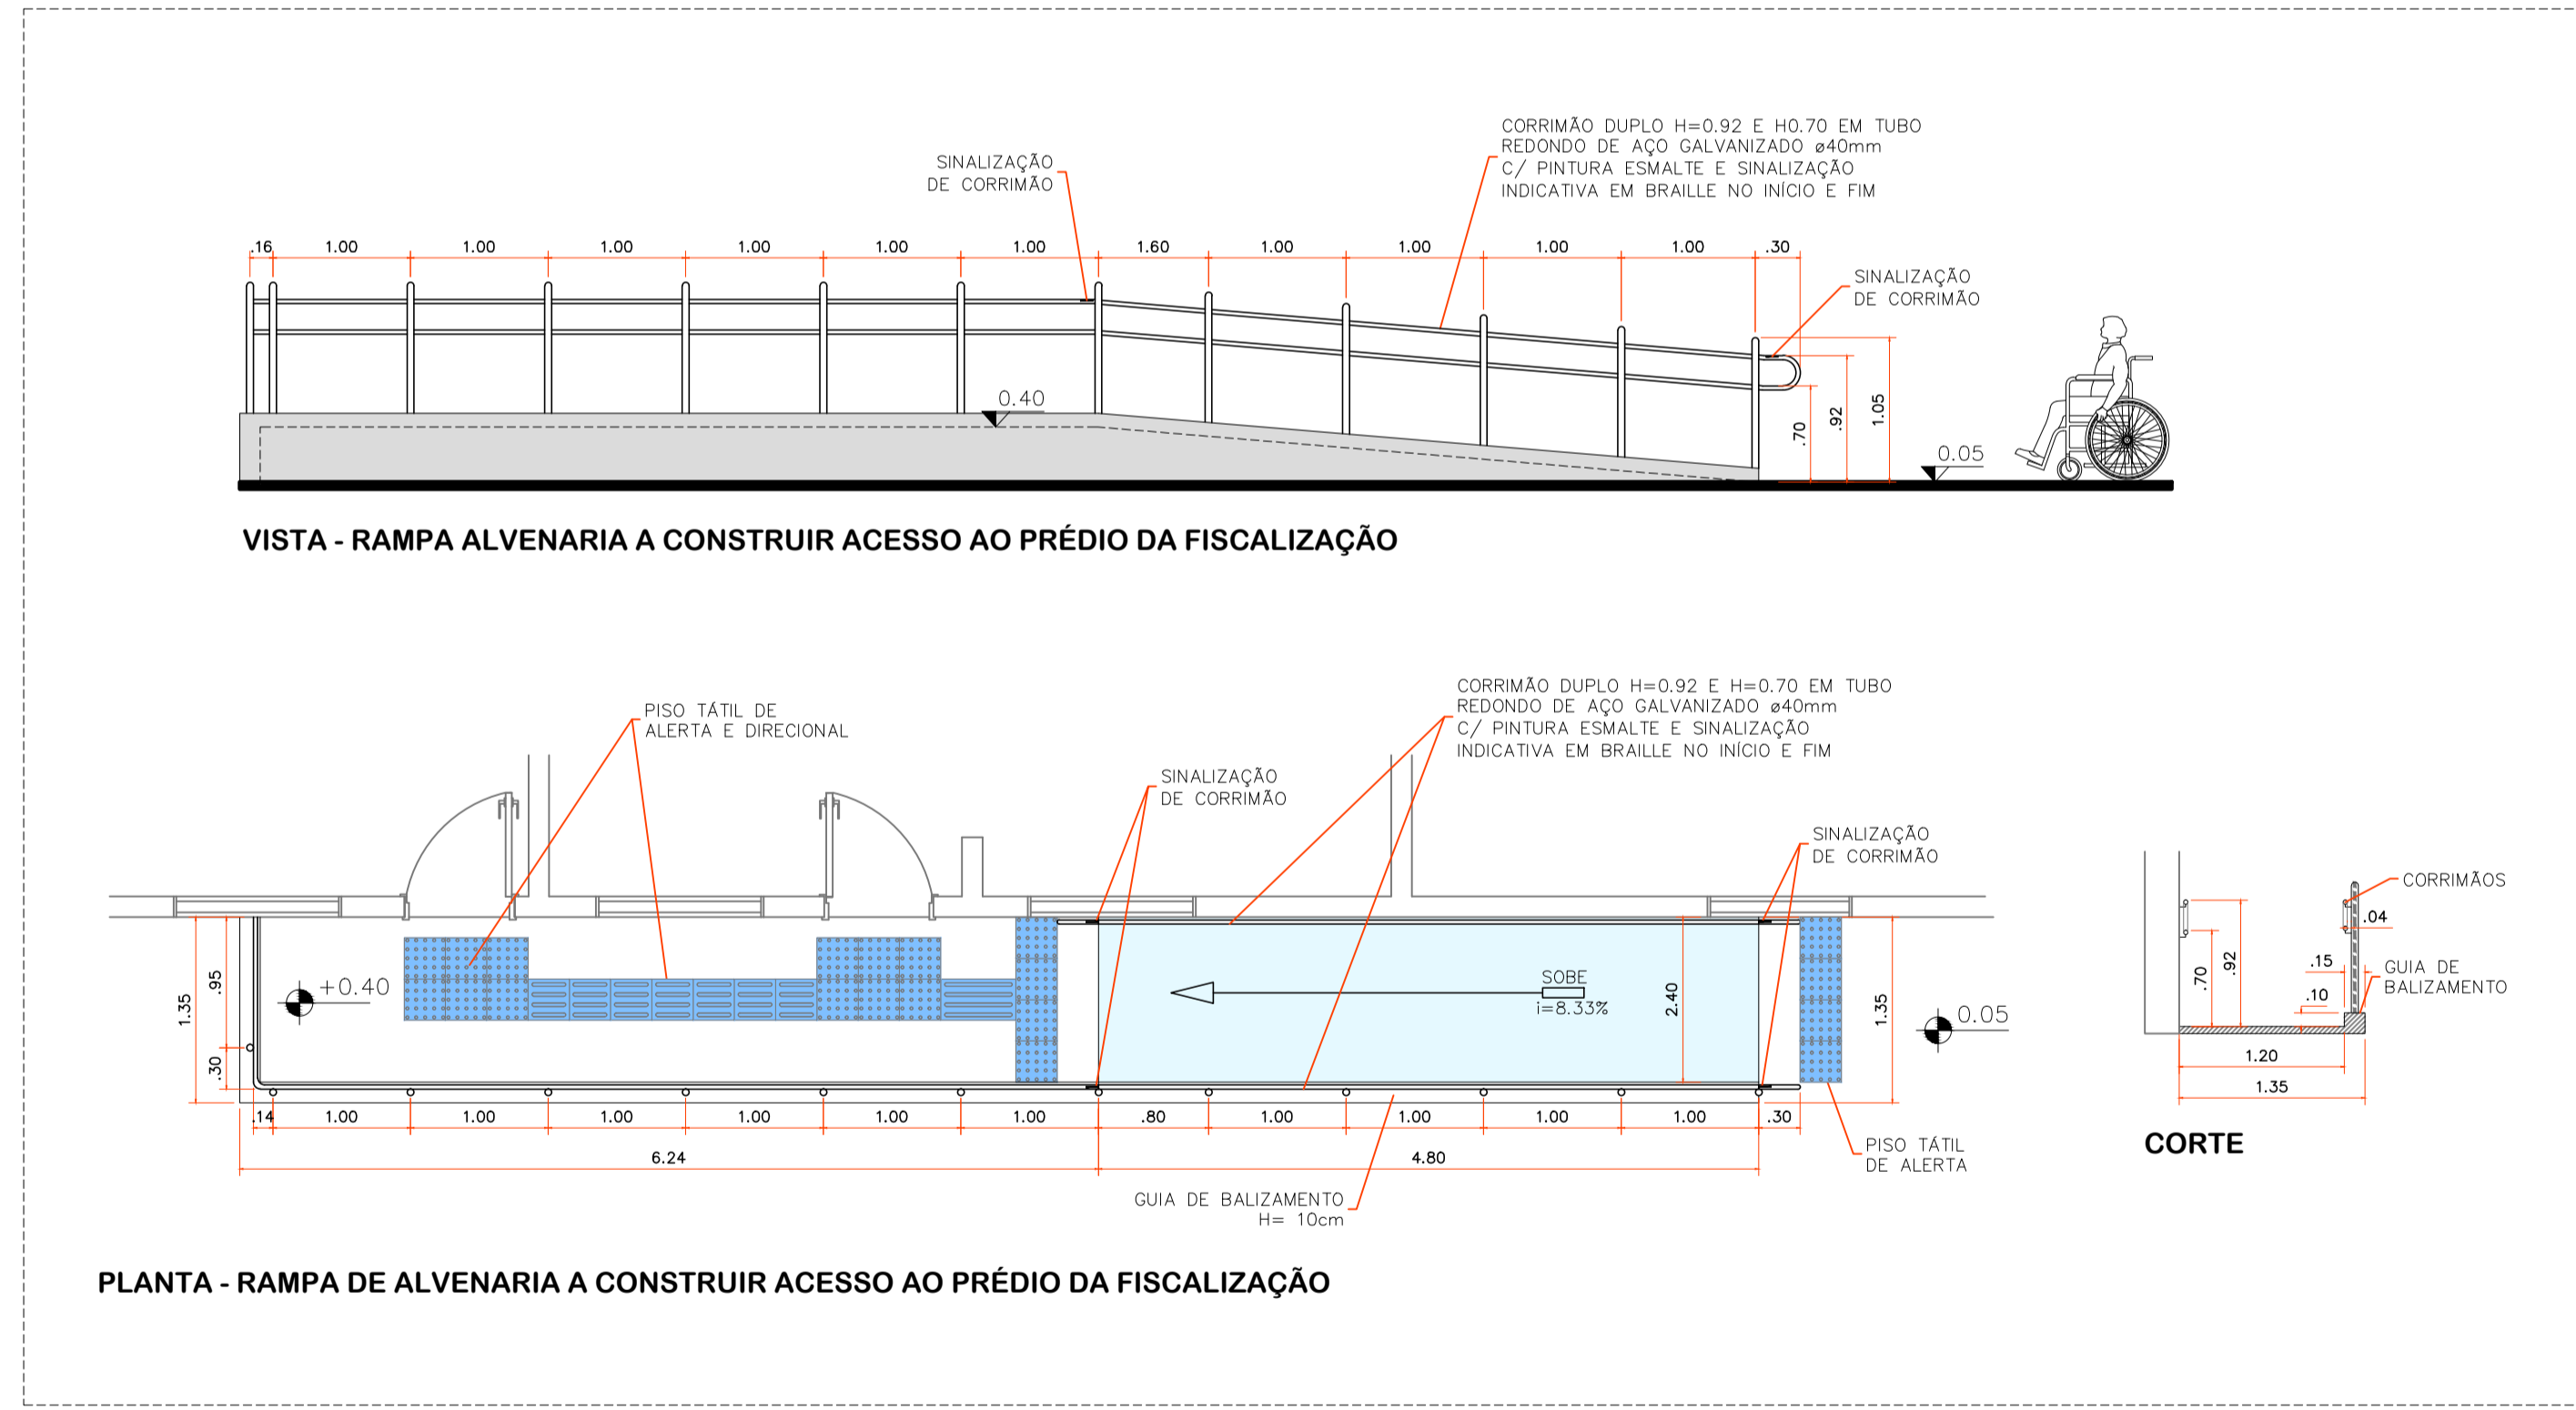 CORRIMÃO DUPLO H=0.92 E H0.70 EM TUBO
REDONDO DE AÇO GALVANIZADO ø40mm
C/ PINTURA ESMALTE E SINALIZAÇÃO
INDICATIVA EM BRAILLE NO INÍCIO E FIM
SINALIZAÇÃO
DE CORRIMÃO
.16 1.00 1.00 1.00 1.00 1.00 1.00 1.60 1.00 1.00 1.00 1.00 .30
SINALIZAÇÃO
DE CORRIMÃO
0.40
.70 .92 1.05
0.05
VISTA - RAMPA ALVENARIA A CONSTRUIR ACESSO AO PRÉDIO DA FISCALIZAÇÃO
CORRIMÃO DUPLO H=0.92 E H=0.70 EM TUBO
REDONDO DE AÇO GALVANIZADO ø40mm
C/ PINTURA ESMALTE E SINALIZAÇÃO
INDICATIVA EM BRAILLE NO INÍCIO E FIM
PISO TÁTIL DE
ALERTA E DIRECIONAL
SINALIZAÇÃO
DE CORRIMÃO
SINALIZAÇÃO
DE CORRIMÃO
1.35
.95
.30
+0.40
SOBE
i=8.33%
2.40
1.35
0.05
.14 1.00 1.00 1.00 1.00 1.00 1.00 .80 1.00 1.00 1.00 1.00 .30
6.24 4.80
PISO TÁTIL
DE ALERTA
GUIA DE BALIZAMENTO
H= 10cm
PLANTA - RAMPA DE ALVENARIA A CONSTRUIR ACESSO AO PRÉDIO DA FISCALIZAÇÃO
CORRIMÃOS
.04
.15
.70
.92
.10
GUIA DE
BALIZAMENTO
1.20
1.35
CORTE